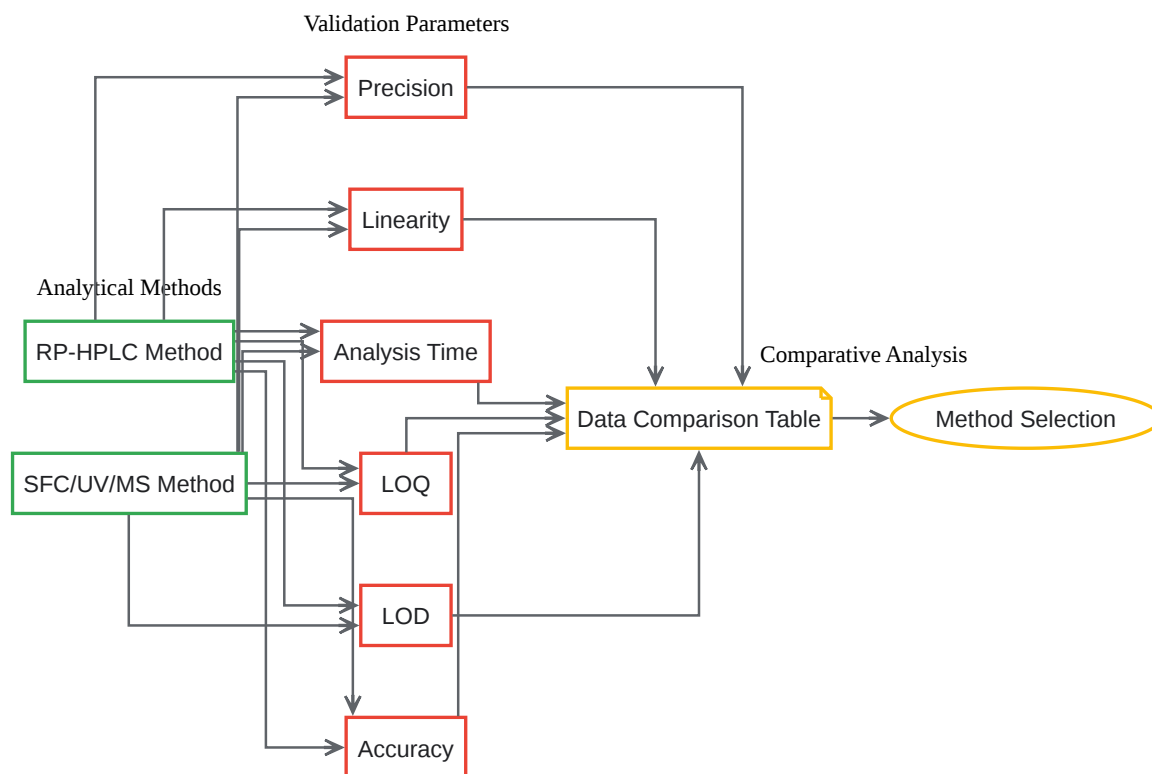 Validation Parameters
Precision
Linearity
Analytical Methods
RP-HPLC Method
Analysis Time
Comparative Analysis
Data Comparison Table
Method Selection
SFC/UV/MS Method
LOQ
LOD
Accuracy